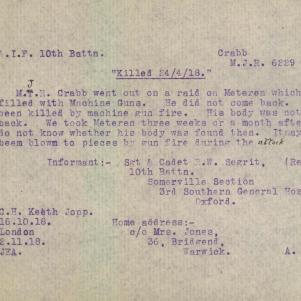 A.I.F. 10th Battn. Crabb
M.J.R. 6229
"Killed 24/4/18."
J
M.T.R. Crabb went out on a raid on Meteren which
filled with Machine Guns. He did not come back.
been killed by machine gun fire. His body was not
back. We took Meteren three weeks or a month afte
do not know whether his body was found then. It may
been blown to pieces by gun fire during the attack
Informant:- Sgt & Cadet R.W. Segrit, (Re
10th Battn.
Somerville Section
3rd Southern General Hos
Oxford.
C.H. Keith Jopp.
16.10.18. Home address:-
London c/o Mrs. Jones,
2.11.18. 36, Bridgend,
JEA. Warwick. A.